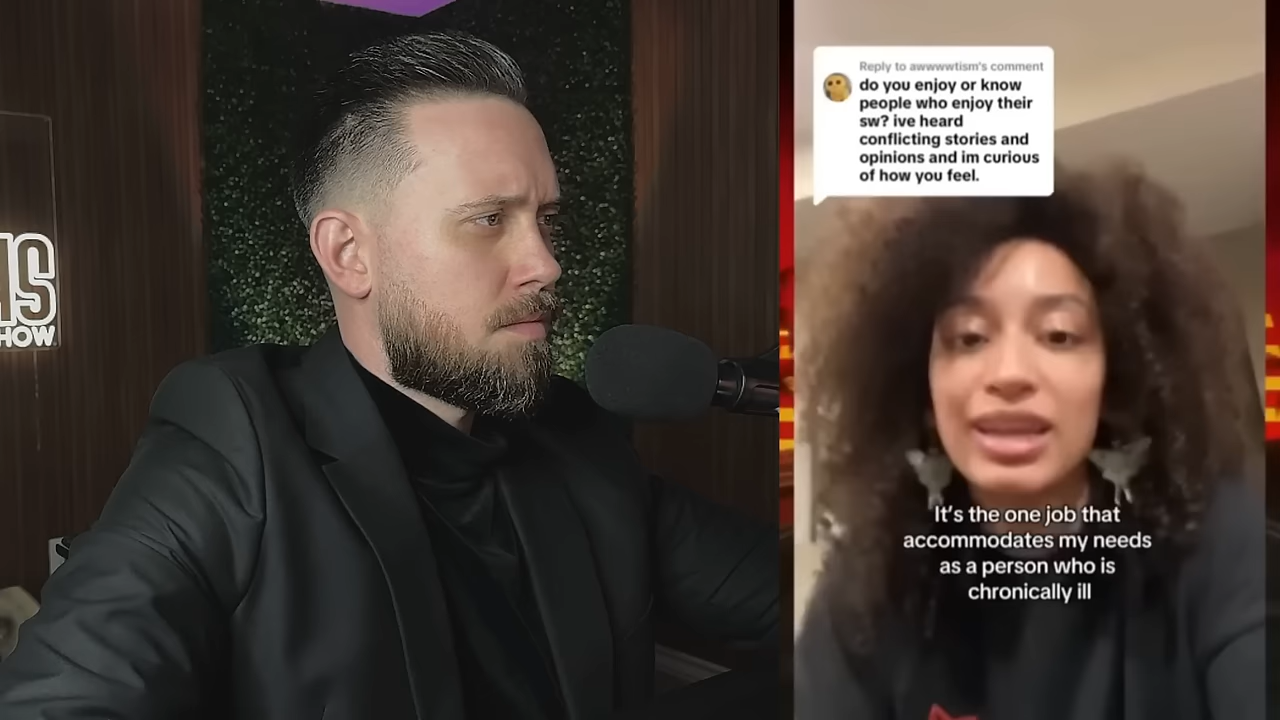 SHOW
Reply to awwwwtism's comment
do you enjoy or know
people who enjoy their
sw? ive heard
conflicting stories and
opinions and im curious
of how you feel.
It's the one job that
accommodates my needs
as a person who is
chronically ill